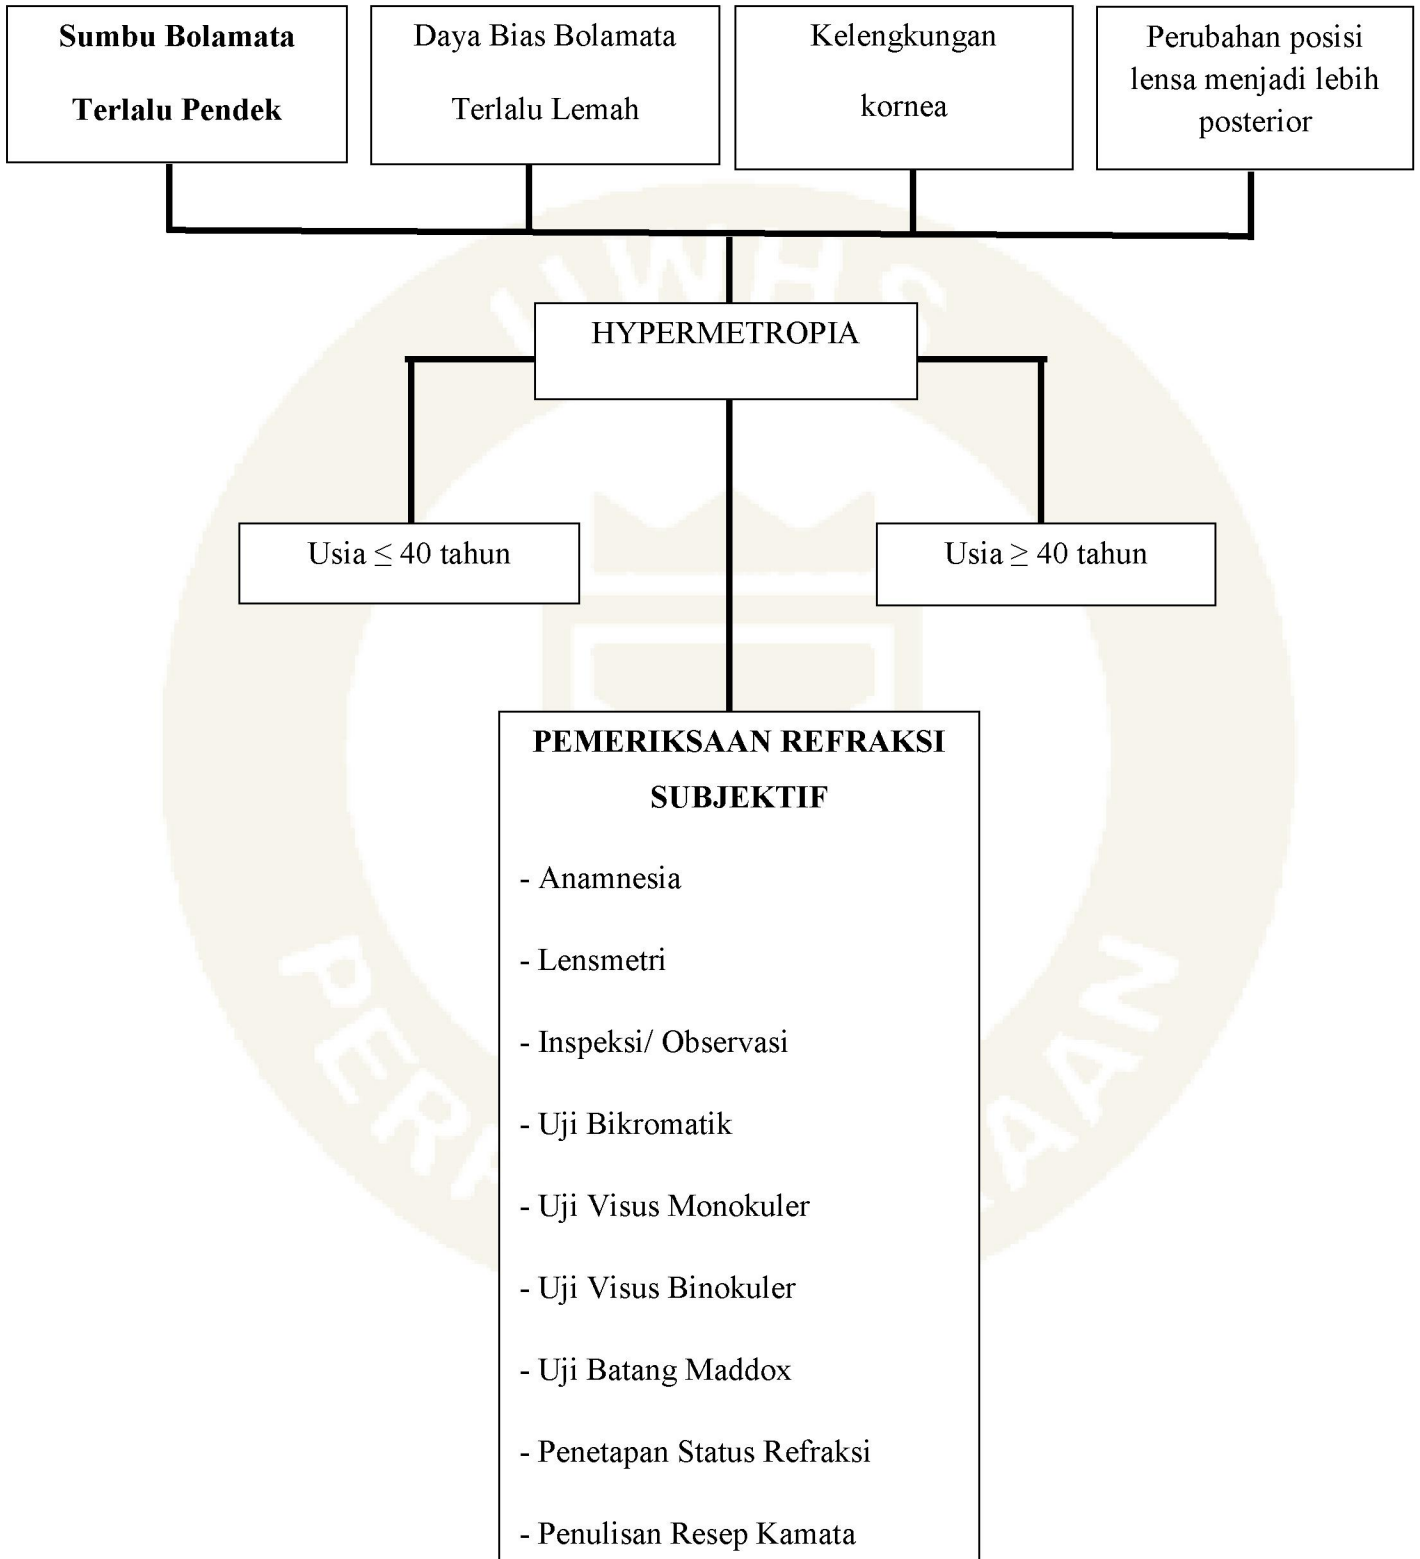 Sumbu Bolamata
Terlalu Pendek
Daya Bias Bolamata
Terlalu Lemah
Kelengkungan
kornea
Perubahan posisi
lensa menjadi lebih
posterior
UWHS
HYPERMETROPIA
Usia ≤ 40 tahun
Usia ≥ 40 tahun
PEMERIKSAAN REFRAKSI
SUBJEKTIF
- Anamnesia
- Lensmetri
- Inspeksi/ Observasi
- Uji Bikromatik
- Uji Visus Monokuler
- Uji Visus Binokuler
- Uji Batang Maddox
- Penetapan Status Refraksi
- Penulisan Resep Kamata